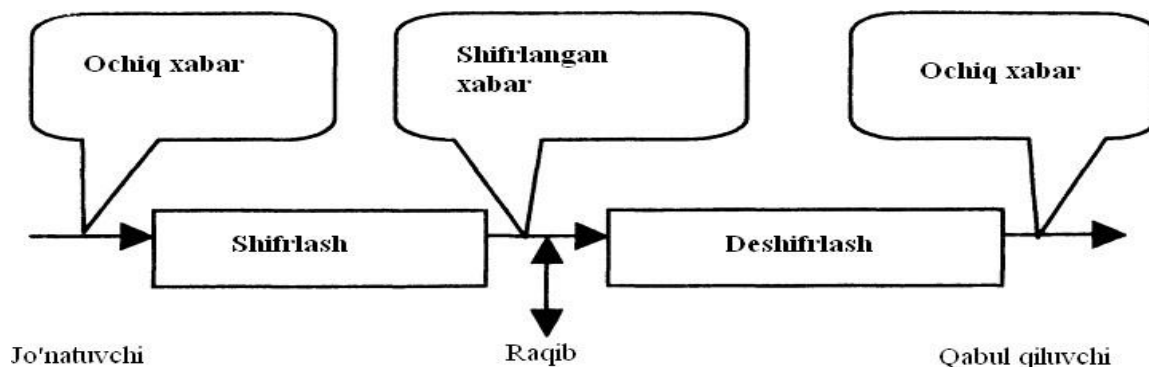 Ochiq xabar
Shifrlangan
xabar
Ochiq xabar
Shifrlash
Deshifrlash
Jo'natuvchi
Raqib
Qabul qiluvchi